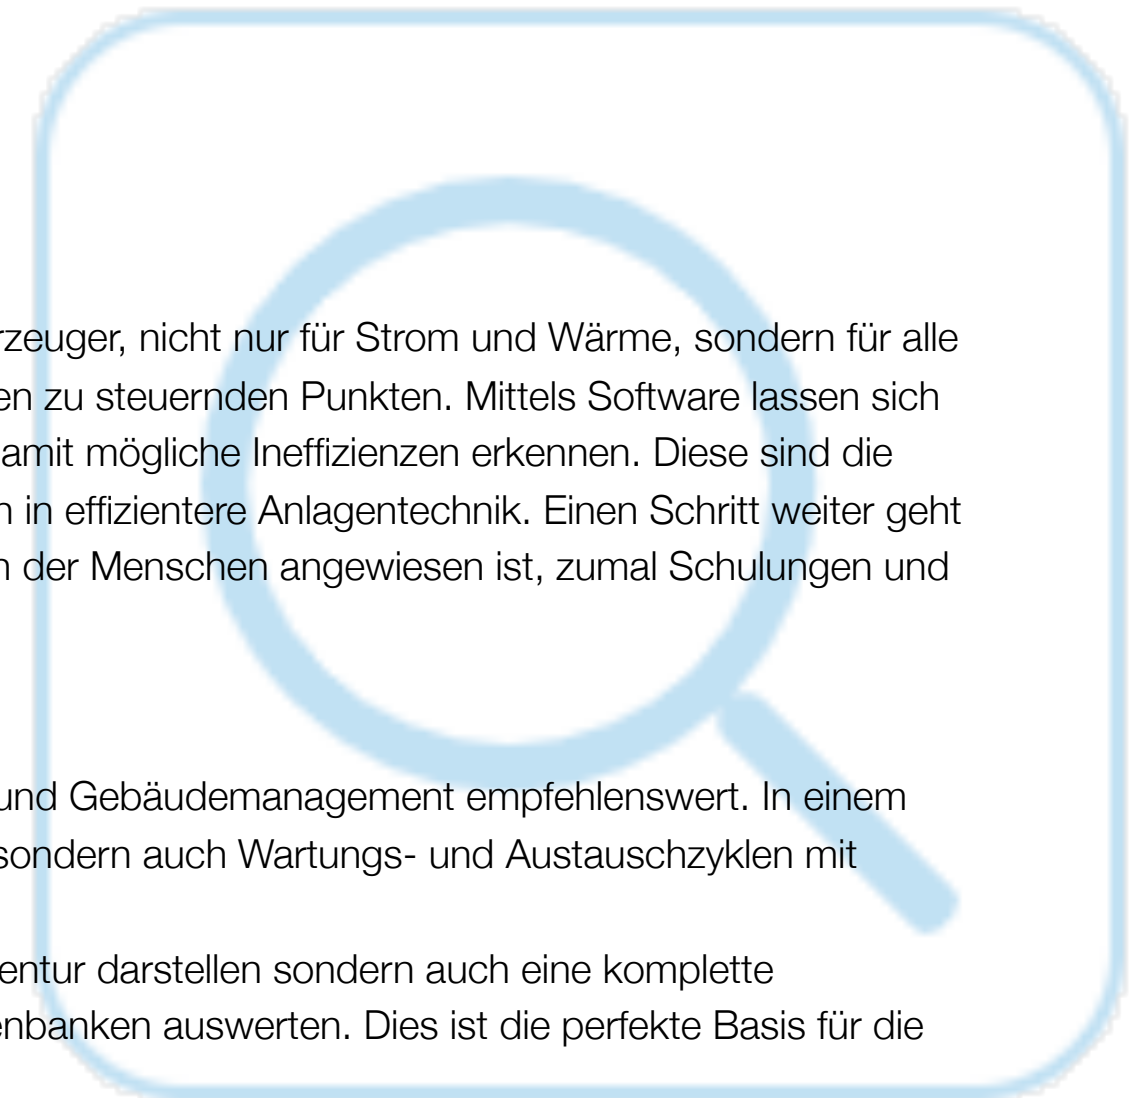 rzeuger, nicht nur für Strom und Wärme, sondern für alle
en zu steuernden Punkten. Mittels Software lassen sich
amit mögliche Ineffizienzen erkennen. Diese sind die
n in effizientere Anlagentechnik. Einen Schritt weiter geht
n der Menschen angewiesen ist, zumal Schulungen und
und Gebäudemanagement empfehlenswert. In einem
sondern auch Wartungs- und Austauschzyklen mit
entur darstellen sondern auch eine komplette
enbanken auswerten. Dies ist die perfekte Basis für die